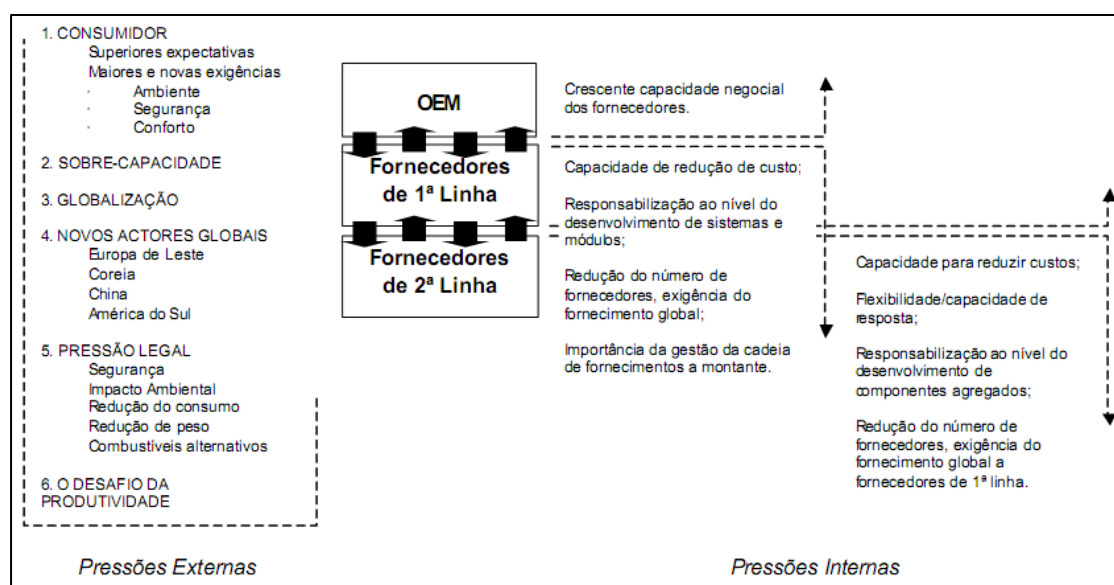 1. CONSUMIDOR
Superiores expectativas
Maiores e novas exigências
· Ambiente
· Segurança
· Conforto
2. SOBRE-CAPACIDADE
3. GLOBALIZAÇÃO
4. NOVOS ACTORES GLOBAIS
Europa de Leste
Coreia
China
América do Sul
5. PRESSÃO LEGAL
Segurança
Impacto Ambiental
Redução do consumo
Redução de peso
Combustíveis alternativos
6. O DESAFIO DA
PRODUTIVIDADE
Pressões Externas
OEM
Fornecedores
de 1ª Linha
Fornecedores
de 2ª Linha
Crescente capacidade negocial
dos fornecedores.
Capacidade de redução de custo;
Responsabilização ao nível do
desenvolvimento de sistemas e
módulos;
Redução do número de
fornecedores, exigência do
fornecimento global;
Importância da gestão da cadeia
de fornecimentos a montante.
Capacidade para reduzir custos;
Flexibilidade/capacidade de
resposta;
Responsabilização ao nível do
desenvolvimento de
componentes agregados;
Redução do número de
fornecedores, exigência do
fornecimento global a
fornecedores de 1ª linha.
Pressões Internas